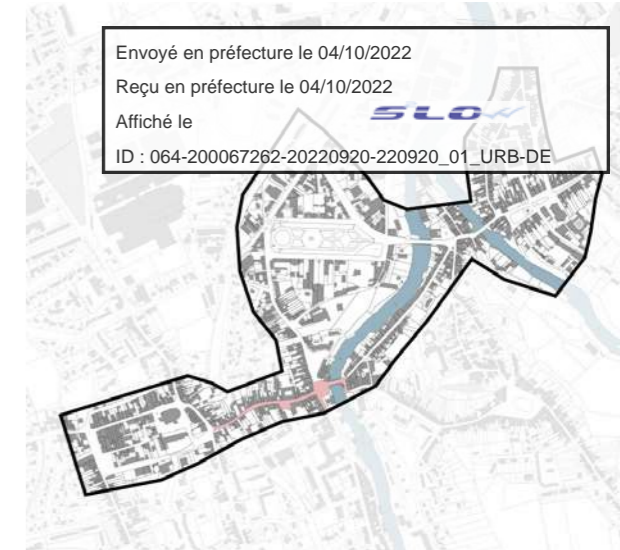 Envoyé en préfecture le 04/10/2022
Reçu en préfecture le 04/10/2022
Affiché le
SLOW
ID : 064-200067262-20220920-220920_01_URB-DE